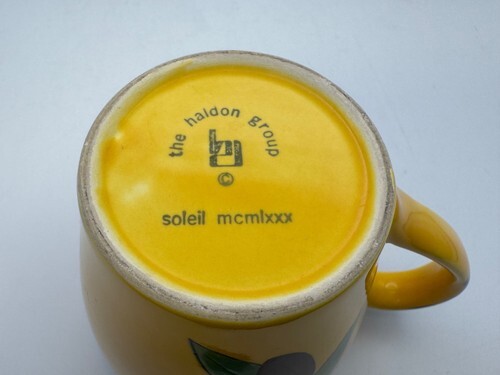 the haldon group
©
soleil mcmlxxx